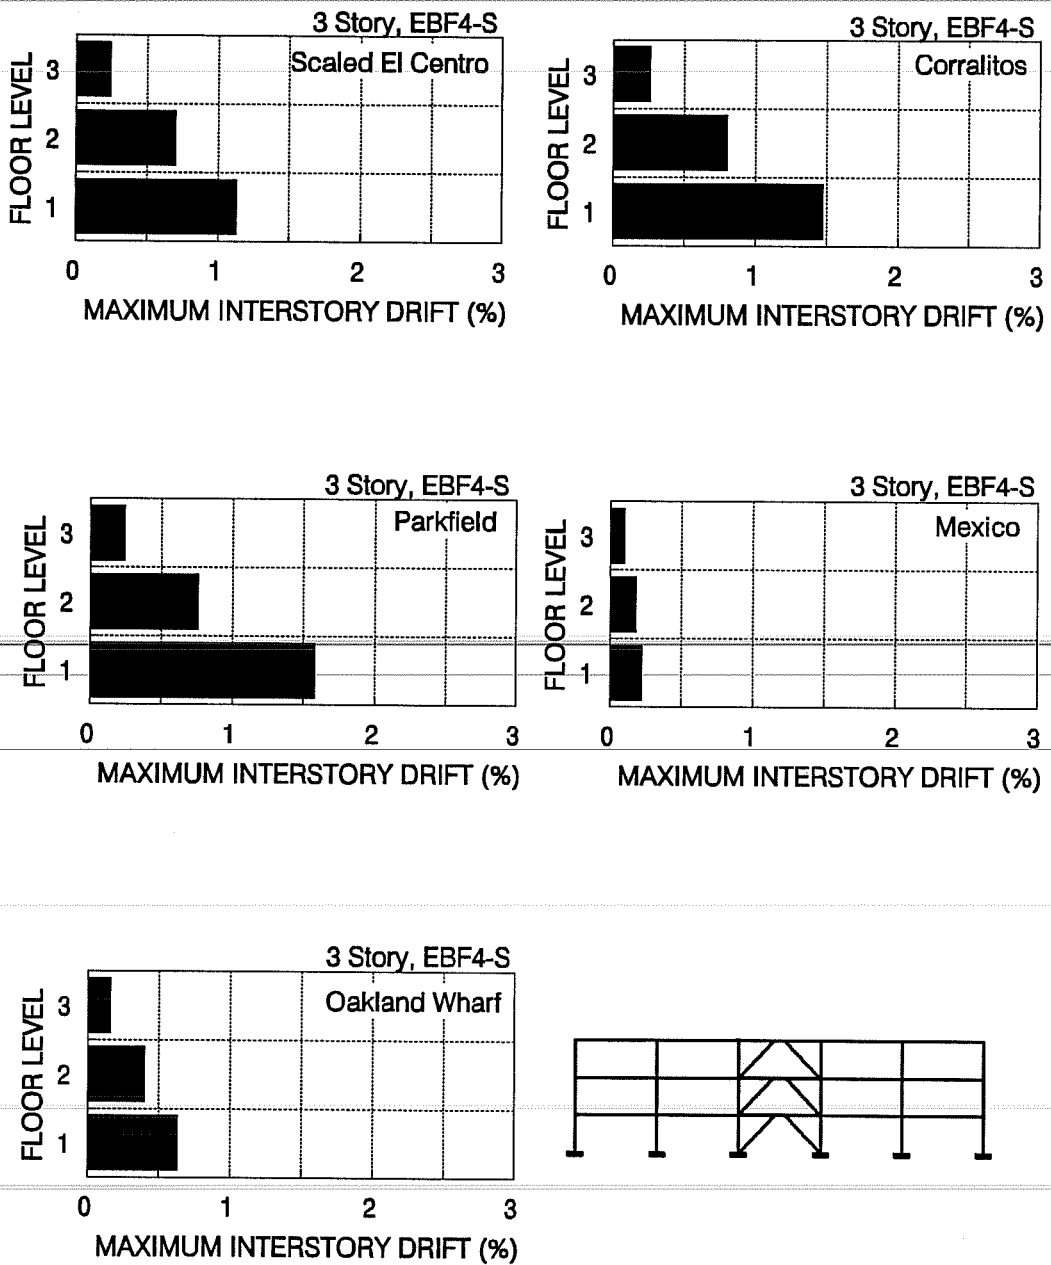 3 Story, EBF4-S
Scaled El Centro
FLOOR LEVEL
3
2
1
0 1 2 3
MAXIMUM INTERSTORY DRIFT (%)
3 Story, EBF4-S
Corralitos
FLOOR LEVEL
3
2
1
0 1 2 3
MAXIMUM INTERSTORY DRIFT (%)
3 Story, EBF4-S
Parkfield
FLOOR LEVEL
3
2
1
0 1 2 3
MAXIMUM INTERSTORY DRIFT (%)
3 Story, EBF4-S
Mexico
FLOOR LEVEL
3
2
1
0 1 2 3
MAXIMUM INTERSTORY DRIFT (%)
3 Story, EBF4-S
Oakland Wharf
FLOOR LEVEL
3
2
1
0 1 2 3
MAXIMUM INTERSTORY DRIFT (%)